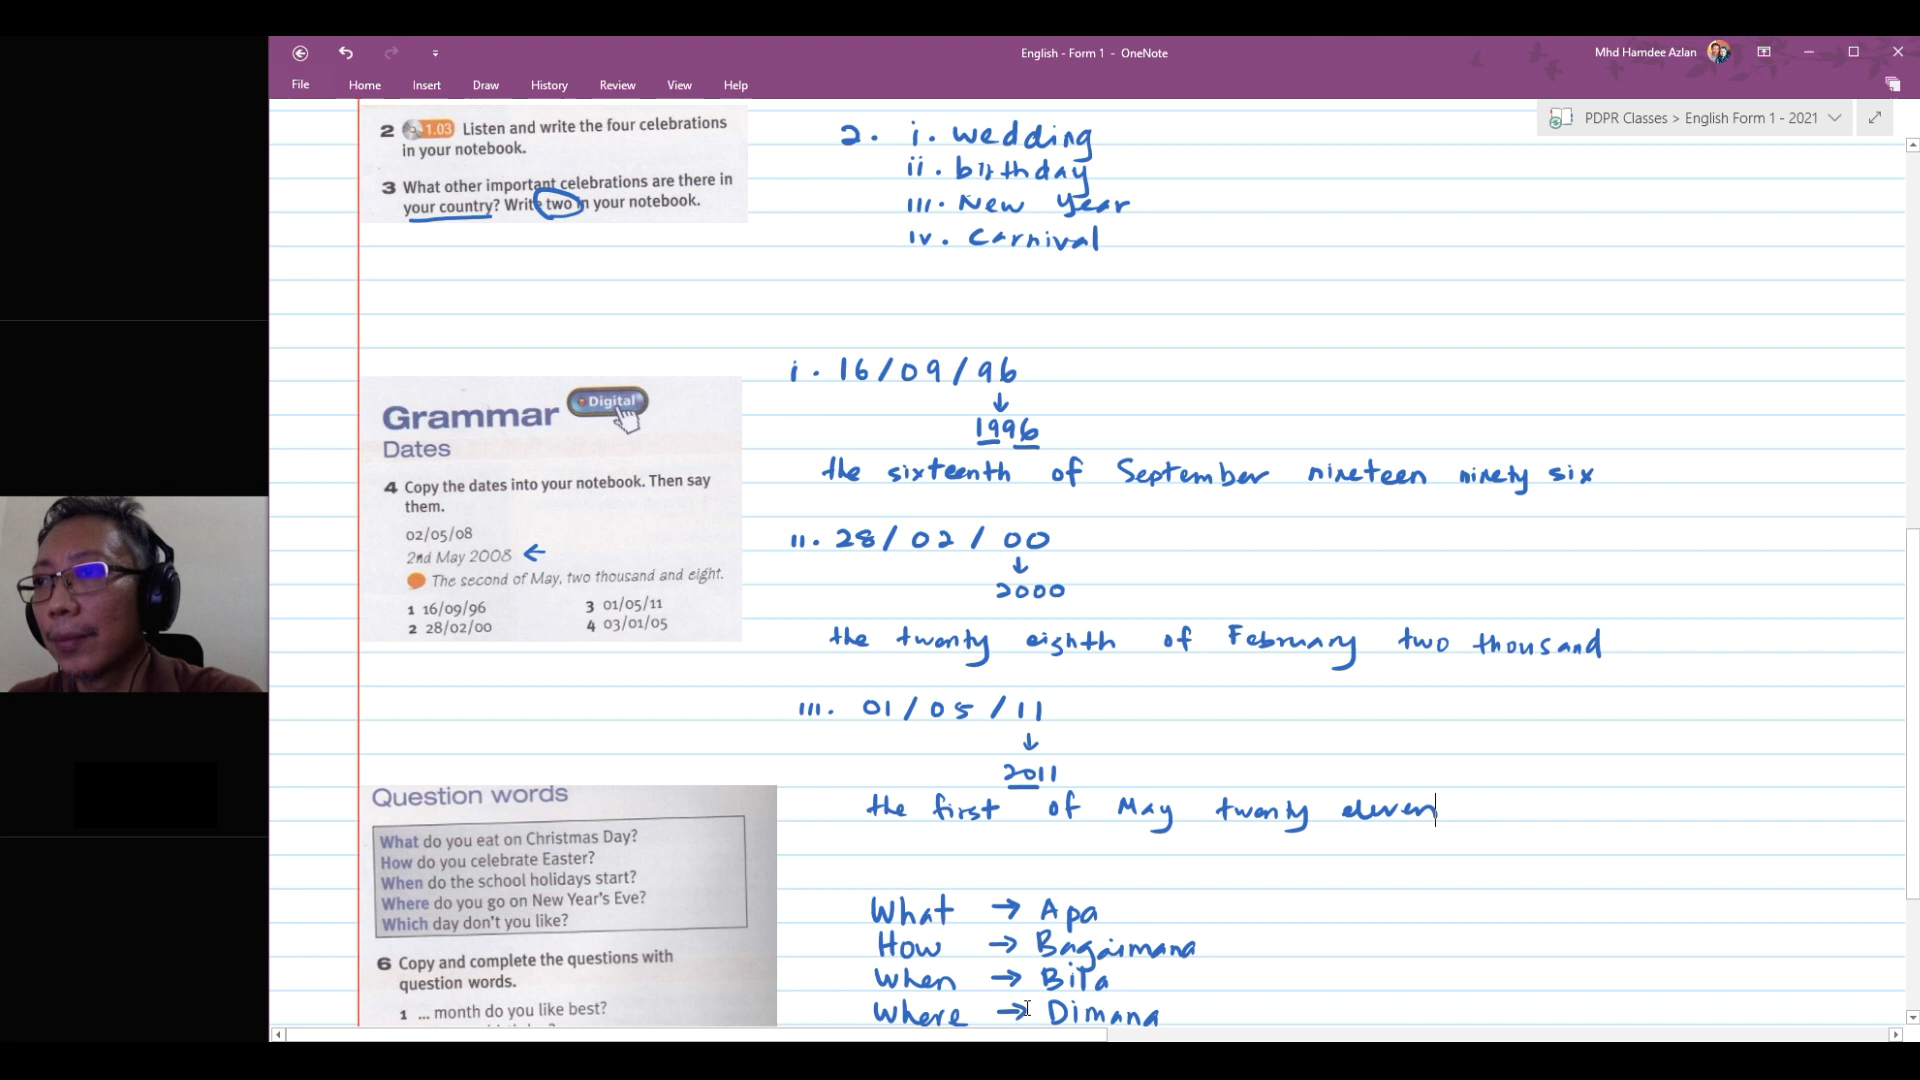 English - Form 1 - OneNote
Mhd Hamdee Azlan
File Home Insert Draw History Review View Help
PDPR Classes > English Form 1 - 2021
2 1.03 Listen and write the four celebrations
in your notebook.
3 What other important celebrations are there in
your country? Write two in your notebook.
2. i. wedding
ii. birthday
iii. New Year
iv. Carnival
Grammar Digital
Dates
4 Copy the dates into your notebook. Then say
them.
02/05/08
2nd May 2008 ←
The second of May, two thousand and eight.
1 16/09/96 3 01/05/11
2 28/02/00 4 03/01/05
i. 16/09/96
↓
1996
the sixteenth of September nineteen ninety six
ii. 28/02/00
↓
2000
the twenty eighth of February two thousand
iii. 01/05/11
↓
2011
the first of May twenty eleven
Question words
What do you eat on Christmas Day?
How do you celebrate Easter?
When do the school holidays start?
Where do you go on New Year's Eve?
Which day don't you like?
6 Copy and complete the questions with
question words.
1 ... month do you like best?
What → Apa
How → Bagaimana
When → Bila
Where → Dimana